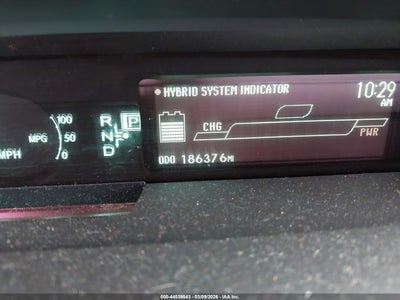 HYBRID SYSTEM INDICATOR
10:29
AM
100
MPG 50
0
MPH
R
N
D
P
CHG
PWR
ODO 186376MI
000-44939843 - 03/09/2026 - IAA Inc.